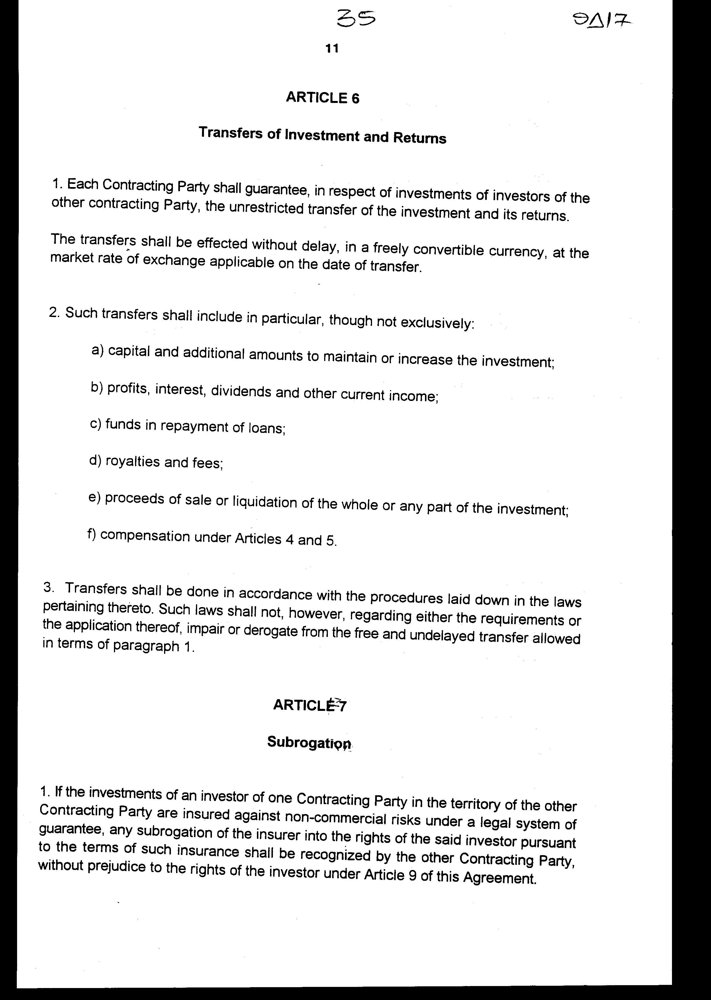 35
9Δ17
11
ARTICLE 6
Transfers of Investment and Returns
1. Each Contracting Party shall guarantee, in respect of investments of investors of the
other contracting Party, the unrestricted transfer of the investment and its returns.
The transfers shall be effected without delay, in a freely convertible currency, at the
market rate of exchange applicable on the date of transfer.
2. Such transfers shall include in particular, though not exclusively:
a) capital and additional amounts to maintain or increase the investment;
b) profits, interest, dividends and other current income;
c) funds in repayment of loans;
d) royalties and fees;
e) proceeds of sale or liquidation of the whole or any part of the investment;
f) compensation under Articles 4 and 5.
3. Transfers shall be done in accordance with the procedures laid down in the laws
pertaining thereto. Such laws shall not, however, regarding either the requirements or
the application thereof, impair or derogate from the free and undelayed transfer allowed
in terms of paragraph 1.
ARTICLE 7
Subrogation
1. If the investments of an investor of one Contracting Party in the territory of the other
Contracting Party are insured against non-commercial risks under a legal system of
guarantee, any subrogation of the insurer into the rights of the said investor pursuant
to the terms of such insurance shall be recognized by the other Contracting Party,
without prejudice to the rights of the investor under Article 9 of this Agreement.